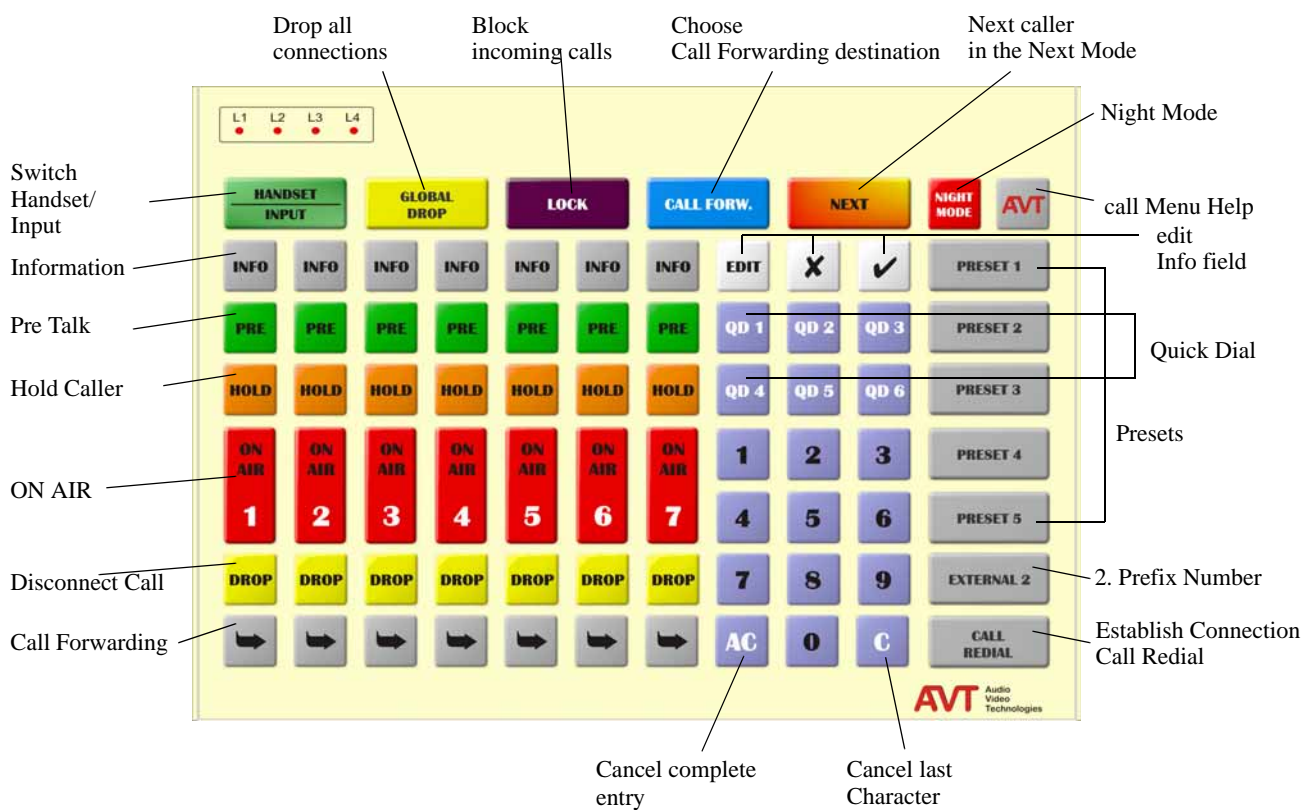 Drop all
connections
Block
incoming calls
Choose
Call Forwarding destination
Next caller
in the Next Mode
Night Mode
L1 L2 L3 L4
Switch
Handset/
Input
HANDSET
INPUT
GLOBAL
DROP
LOCK
CALL FORW.
NEXT
NIGHT
MODE
AVT
call Menu Help
edit
Info field
Information
INFO INFO INFO INFO INFO INFO INFO EDIT ✘ ✔ PRESET 1
Pre Talk
PRE PRE PRE PRE PRE PRE PRE QD 1 QD 2 QD 3 PRESET 2
Quick Dial
Hold Caller
HOLD HOLD HOLD HOLD HOLD HOLD HOLD QD 4 QD 5 QD 6 PRESET 3
Presets
ON ON ON ON ON ON ON
AIR AIR AIR AIR AIR AIR AIR
1 2 3 PRESET 4
ON AIR
1 2 3 4 5 6 7
4 5 6 PRESET 5
Disconnect Call
DROP DROP DROP DROP DROP DROP DROP 7 8 9 EXTERNAL 2
2. Prefix Number
Call Forwarding
AC 0 C
CALL
REDIAL
Establish Connection
Call Redial
AVT
Audio
Video
Technologies
Cancel complete
entry
Cancel last
Character